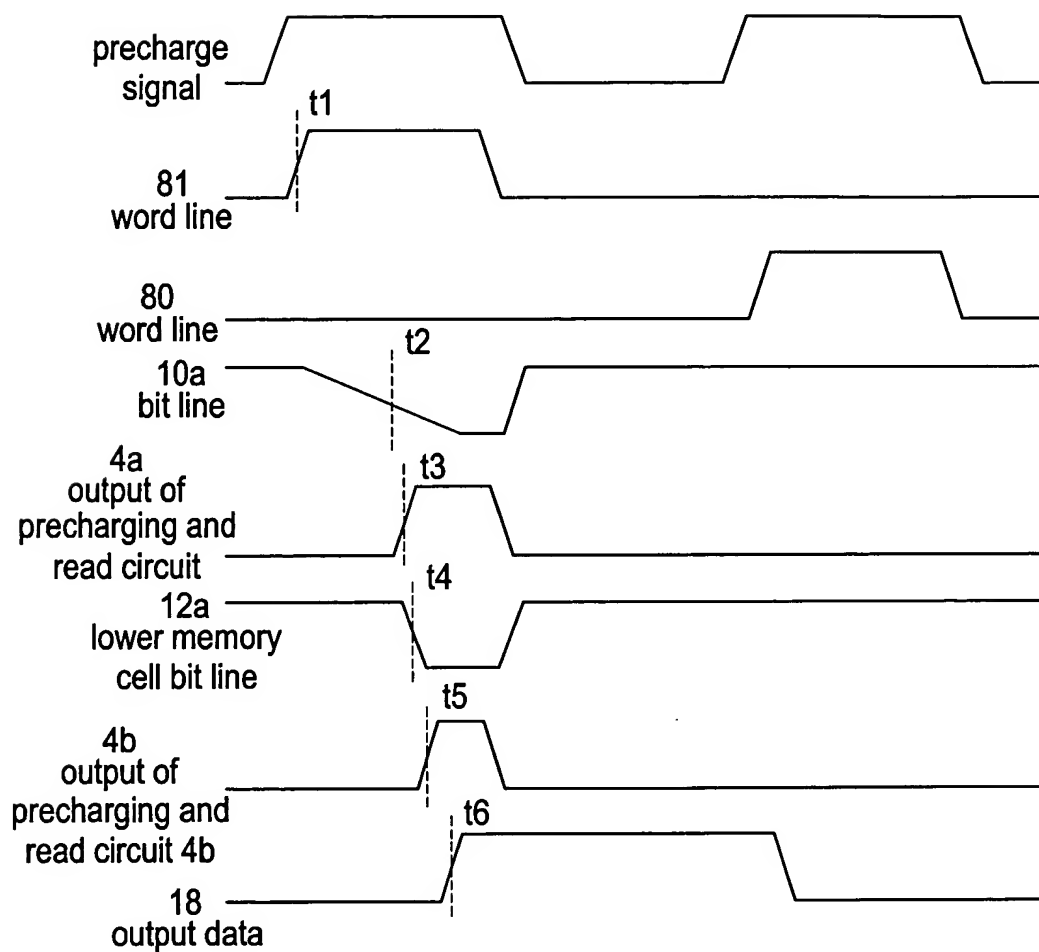 precharge
signal
t1
81
word line
80
word line
t2
10a
bit line
4a
output of
precharging and
read circuit
t3
t4
12a
lower memory
cell bit line
t5
4b
output of
precharging and
read circuit 4b
t6
18
output data